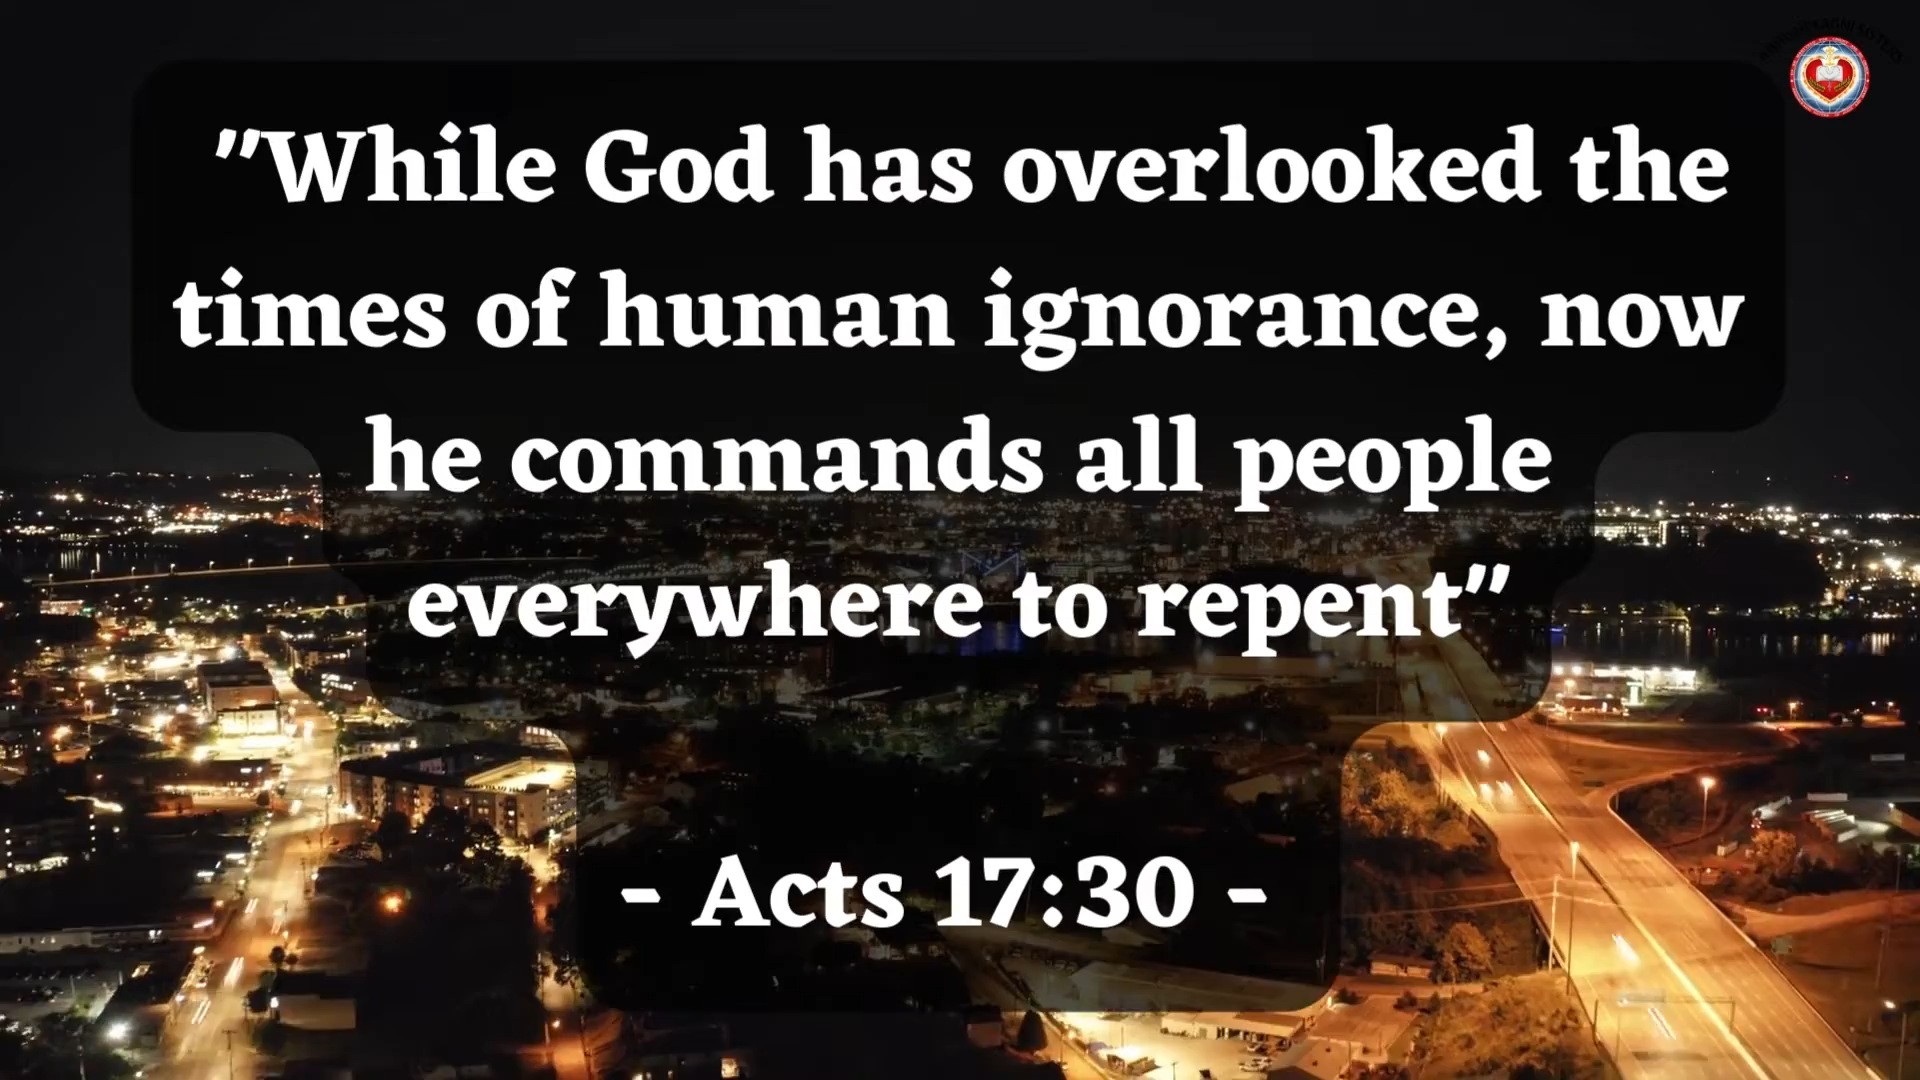 "While God has overlooked the
times of human ignorance, now
he commands all people
everywhere to repent"
- Acts 17:30 -